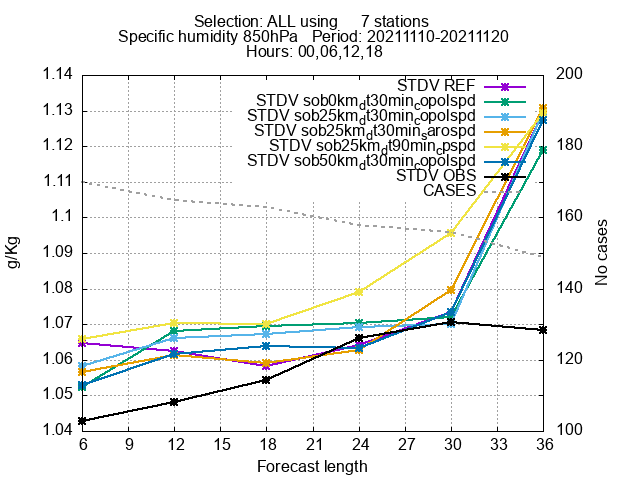 Selection: ALL using 7 stations
Specific humidity 850hPa Period: 20211110-20211120
Hours: 00,06,12,18
1.14
1.13
1.12
1.11
1.1
1.09
1.08
1.07
1.06
1.05
1.04
g/Kg
STDV REF
STDV sob0km_dt30min_copolspd
STDV sob25km_dt30min_copolspd
STDV sob25km_dt30min_sarospd
STDV sob25km_dt90min_cpspd
STDV sob50km_dt30min_copolspd
STDV OBS
CASES
200
180
160
140
120
100
No cases
6 9 12 15 18 21 24 27 30 33 36
Forecast length